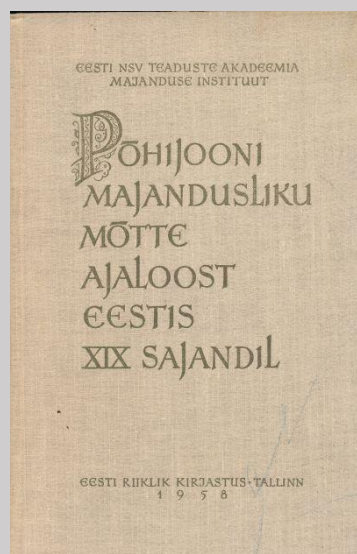 EESTI NSV TEADUSTE AKADEEMIA
MAJANDUSE INSTITUUT
PÕHIJOONI
MAJANDUSLIKU
MÕTTE
AJALOOST
EESTIS
XIX SAJANDIL
EESTI RIIKLIK KIRJASTUS·TALLINN
1958